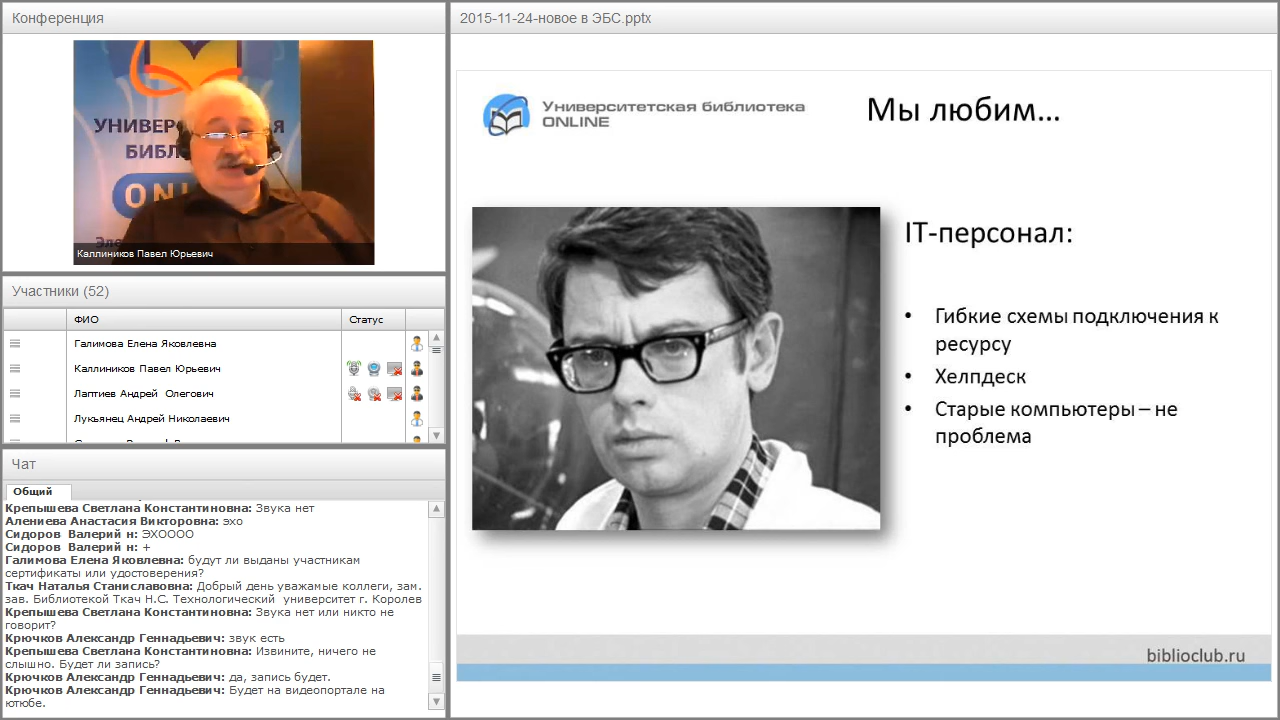 Конференция
УНИВЕР
АЯ
БИБЛ
ONL
Каллиников Павел Юрьевич
Участники (52)
ФИО
Статус
Галимова Елена Яковлевна
Каллиников Павел Юрьевич
Лаптиев Андрей Олегович
Лукьянец Андрей Николаевич
Чат
Общий
Крепышева Светлана Константиновна: Звука нет
Алениева Анастасия Викторовна: эхо
Сидоров Валерий н: ЭХОООО
Сидоров Валерий н: +
Галимова Елена Яковлевна: будут ли выданы участникам
сертификаты или удостоверения?
Ткач Наталья Станиславовна: Добрый день уважамые коллеги, зам.
зав. Библиотекой Ткач Н.С. Технологический университет г. Королев
Крепышева Светлана Константиновна: Звука нет или никто не
говорит?
Крючков Александр Геннадьевич: звук есть
Крепышева Светлана Константиновна: Извините, ничего не
слышно. Будет ли запись?
Крючков Александр Геннадьевич: да, запись будет.
Крючков Александр Геннадьевич: Будет на видеопортале на
ютюбе.
2015-11-24-новое в ЭБС.pptx
Университетская библиотека
ONLINE
Мы любим…
IT-персонал:
• Гибкие схемы подключения к
ресурсу
• Хелпдеск
• Старые компьютеры – не
проблема
biblioclub.ru